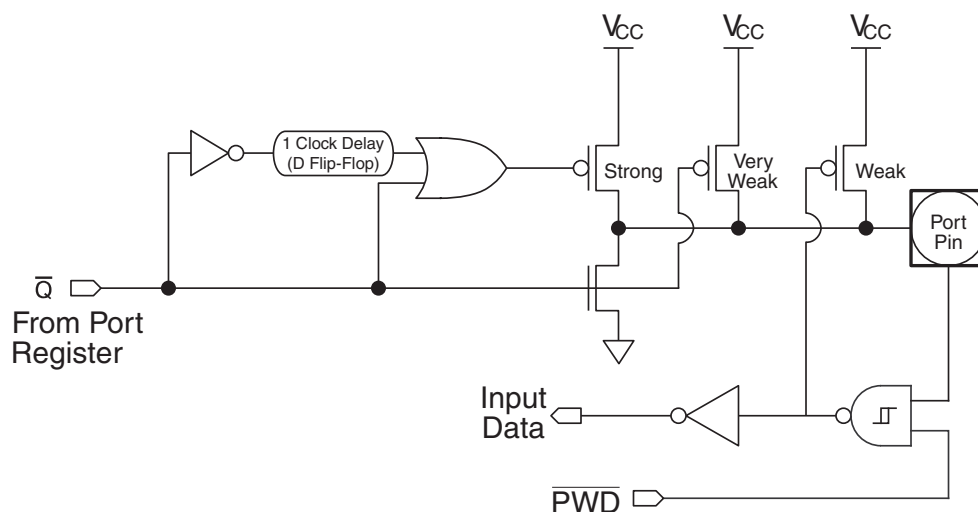 VCC
VCC
VCC
1 Clock Delay
(D Flip-Flop)
Strong
Very
Weak
Weak
Port
Pin
Q̅
From Port
Register
Input
Data
P̅W̅D̅